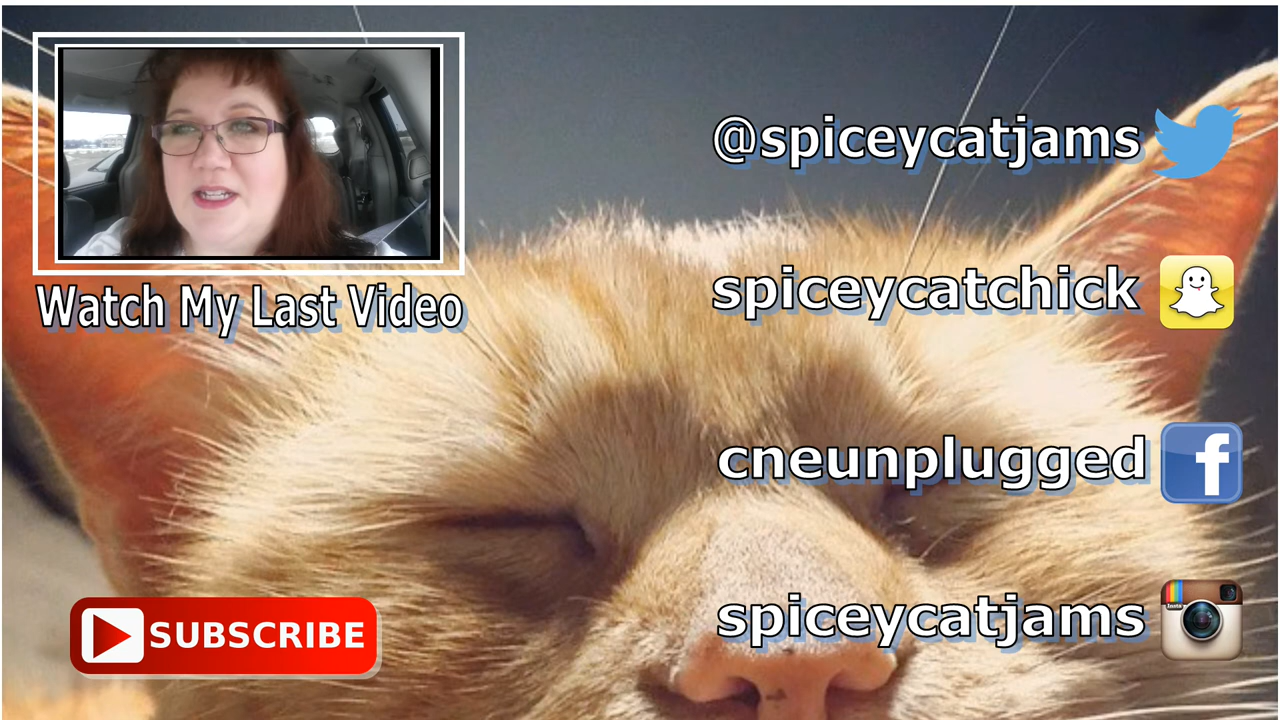 @spiceycatjams
spiceycatchick
Watch My Last Video
cneunplugged
spiceycatjams
SUBSCRIBE